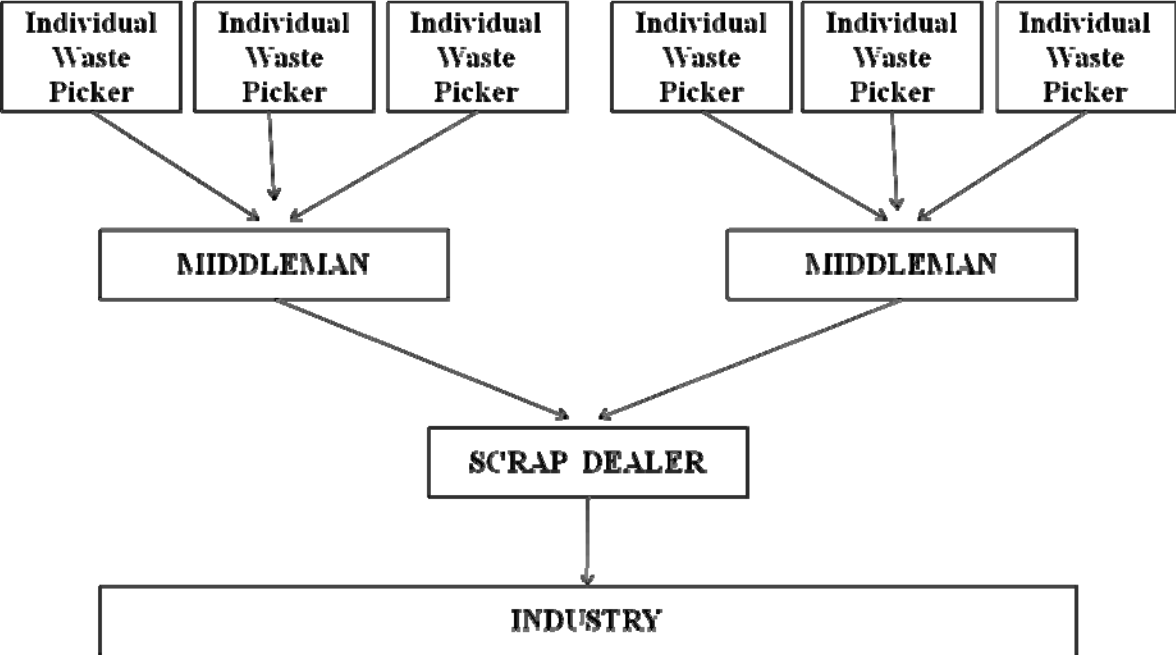 Individual
Waste
Picker
Individual
Waste
Picker
Individual
Waste
Picker
Individual
Waste
Picker
Individual
Waste
Picker
Individual
Waste
Picker
MIDDLEMAN
MIDDLEMAN
SCRAP DEALER
INDUSTRY